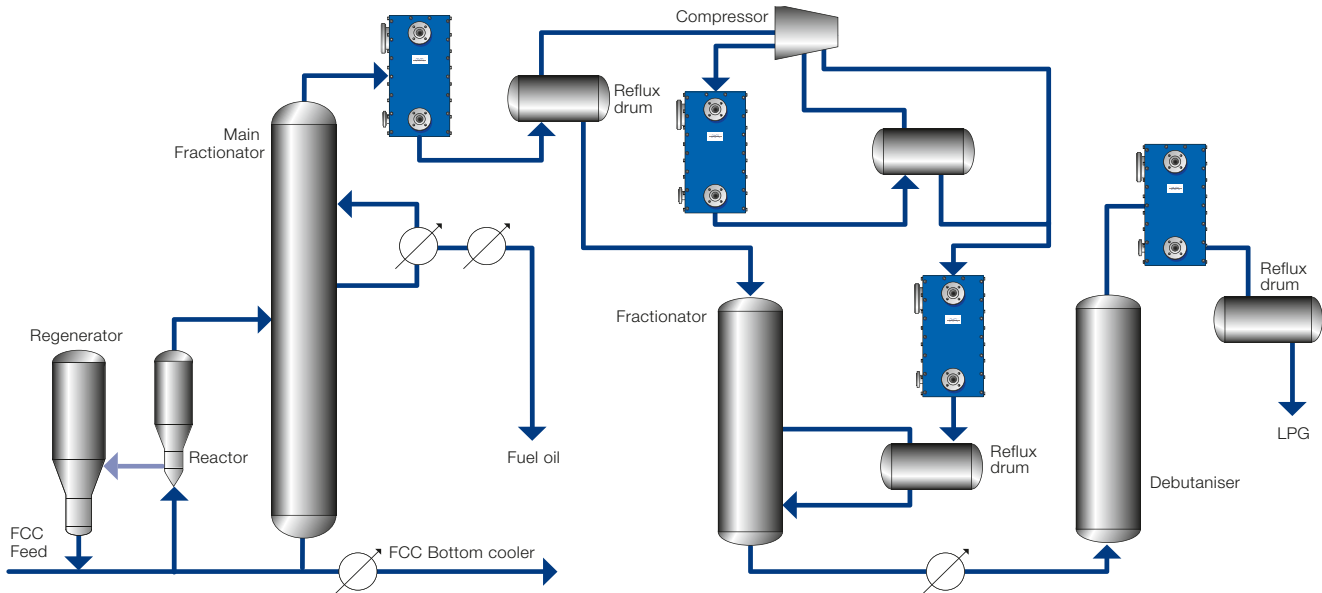 Compressor
Reflux
drum
Main
Fractionator
Regenerator
Reactor
FCC
Feed
FCC Bottom cooler
Fuel oil
Fractionator
Reflux
drum
Debutaniser
Reflux
drum
LPG